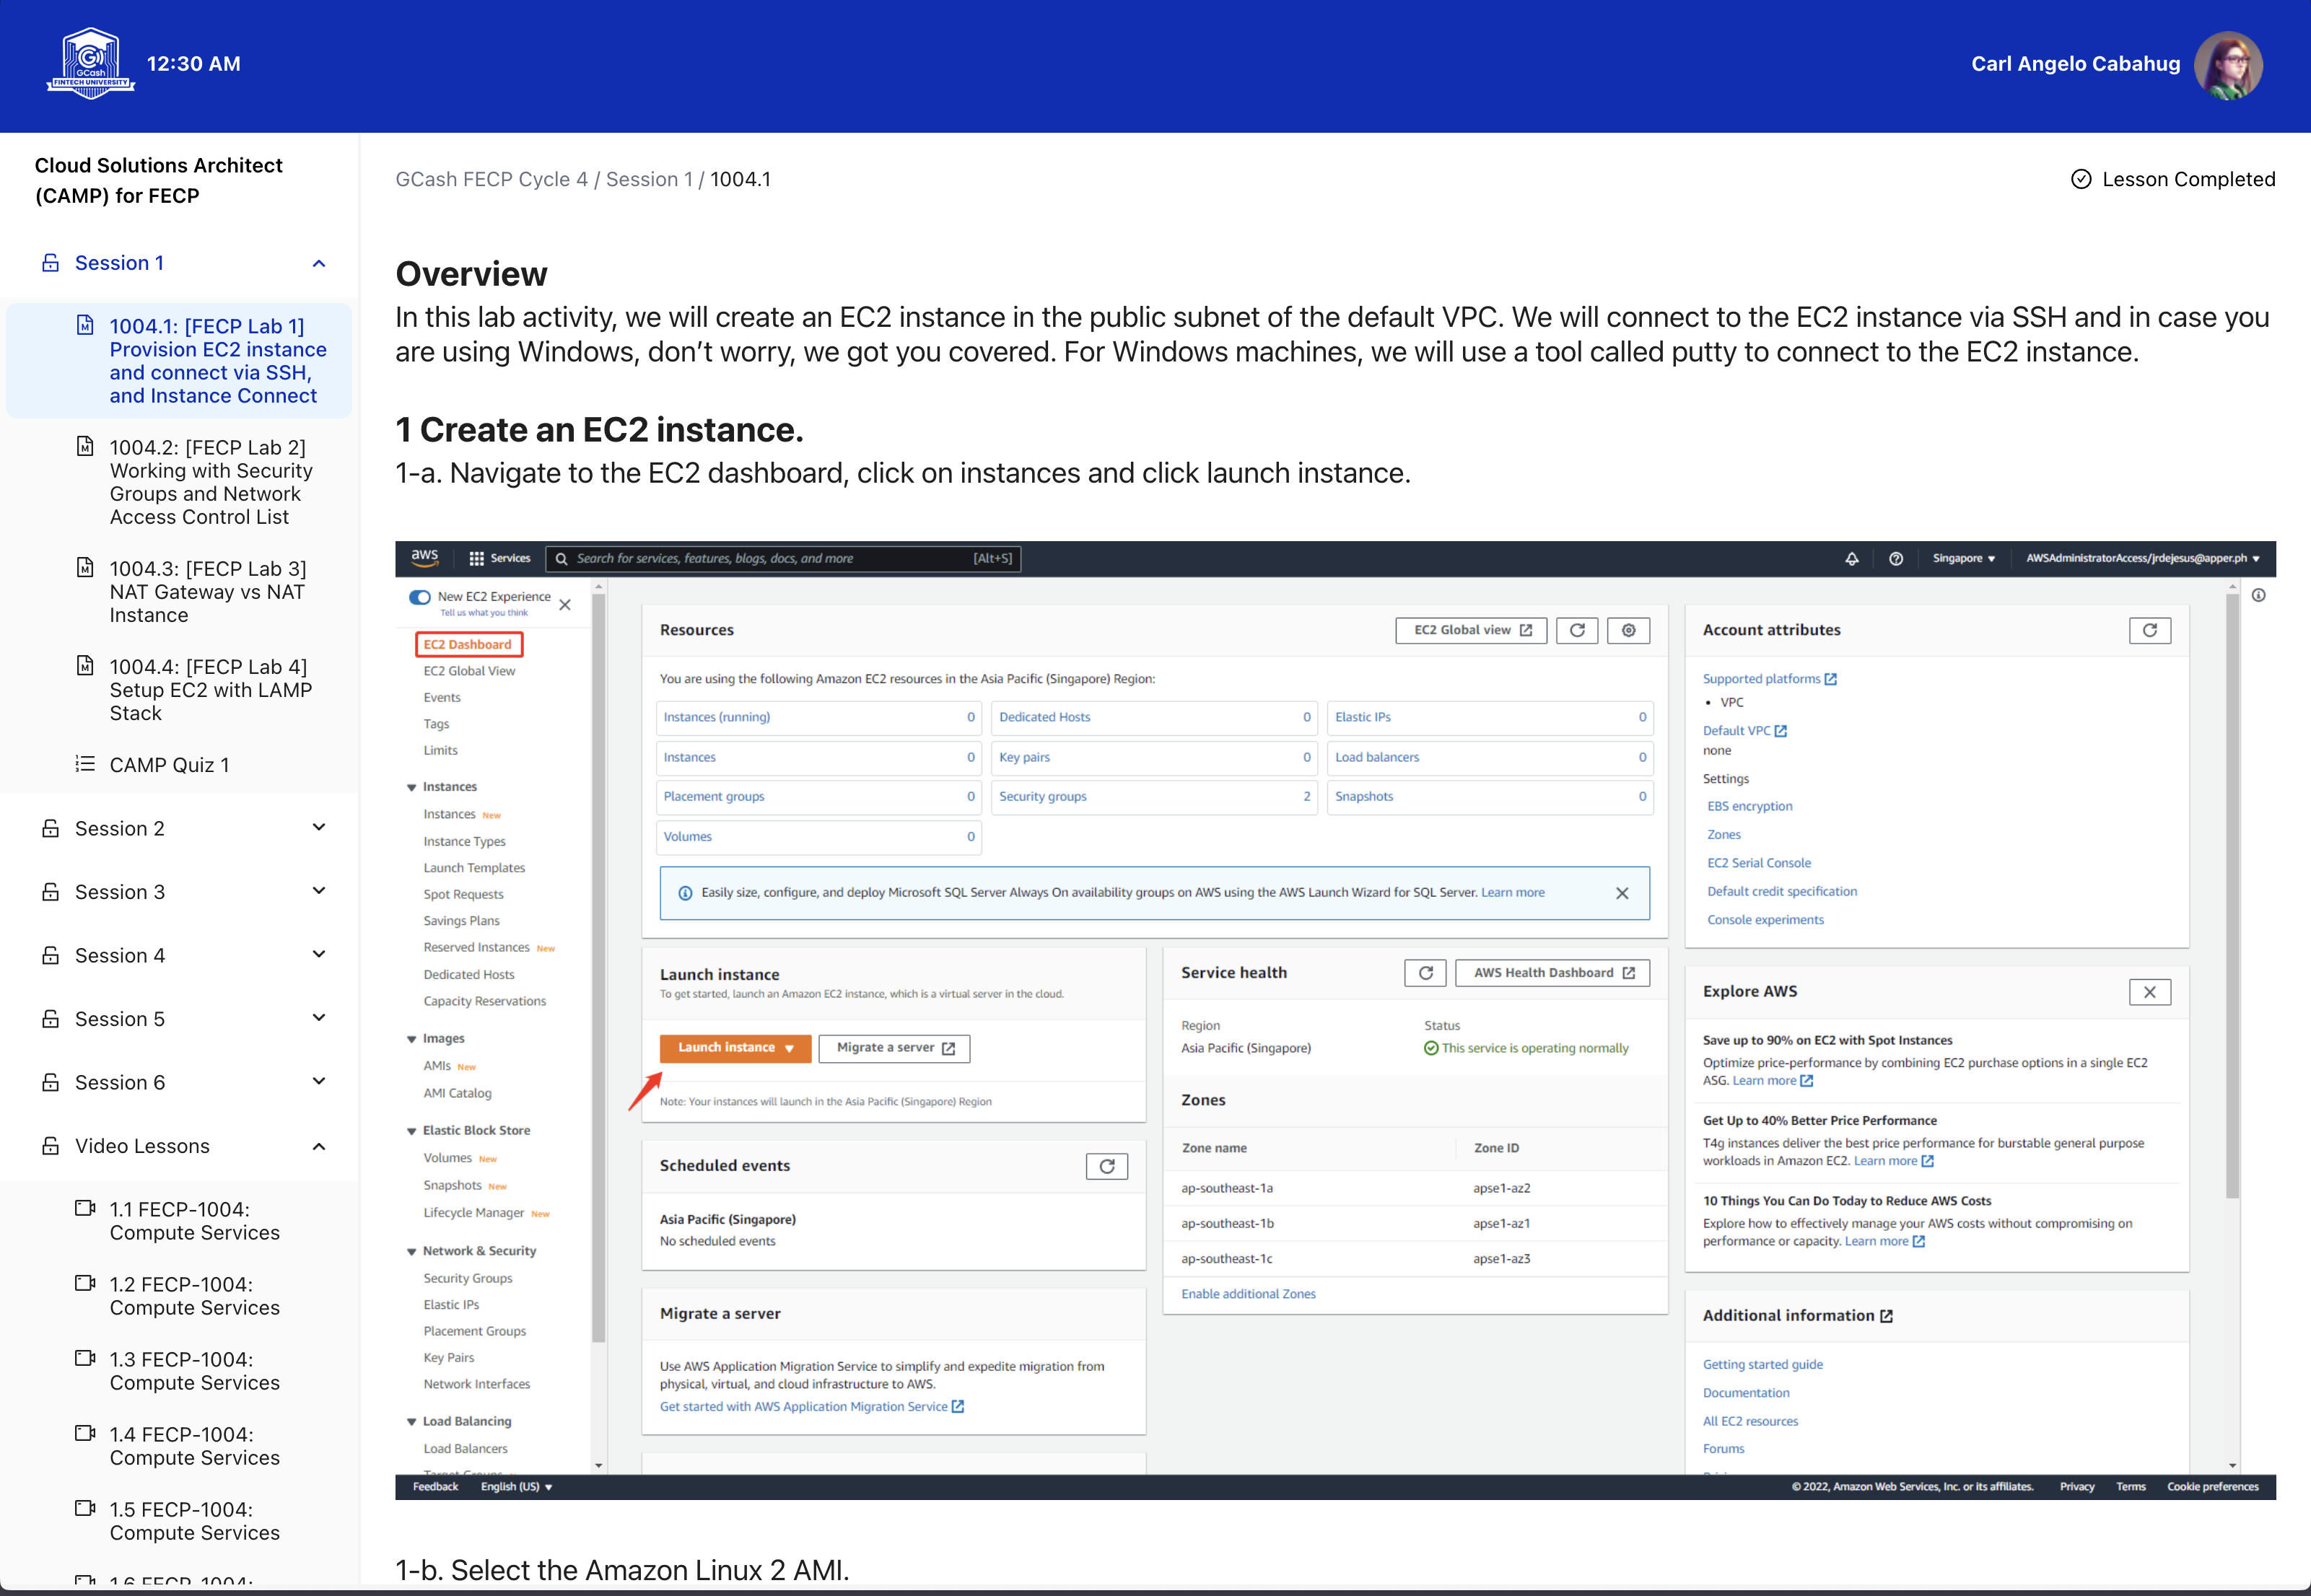 GCash
FINTECH UNIVERSITY
12:30 AM
Carl Angelo Cabahug
Cloud Solutions Architect
(CAMP) for FECP
Session 1
1004.1: [FECP Lab 1]
Provision EC2 instance
and connect via SSH,
and Instance Connect
1004.2: [FECP Lab 2]
Working with Security
Groups and Network
Access Control List
1004.3: [FECP Lab 3]
NAT Gateway vs NAT
Instance
1004.4: [FECP Lab 4]
Setup EC2 with LAMP
Stack
CAMP Quiz 1
Session 2
Session 3
Session 4
Session 5
Session 6
Video Lessons
1.1 FECP-1004:
Compute Services
1.2 FECP-1004:
Compute Services
1.3 FECP-1004:
Compute Services
1.4 FECP-1004:
Compute Services
1.5 FECP-1004:
Compute Services
1.6 FECP-1004:
GCash FECP Cycle 4 / Session 1 / 1004.1
Lesson Completed
Overview
In this lab activity, we will create an EC2 instance in the public subnet of the default VPC. We will connect to the EC2 instance via SSH and in case you
are using Windows, don’t worry, we got you covered. For Windows machines, we will use a tool called putty to connect to the EC2 instance.
1 Create an EC2 instance.
1-a. Navigate to the EC2 dashboard, click on instances and click launch instance.
aws
Services
Search for services, features, blogs, docs, and more
[Alt+S]
Singapore
AWSAdministratorAccess/jrdejesus@apper.ph
New EC2 Experience
Tell us what you think
EC2 Dashboard
EC2 Global View
Events
Tags
Limits
Instances
Instances New
Instance Types
Launch Templates
Spot Requests
Savings Plans
Reserved Instances New
Dedicated Hosts
Capacity Reservations
Images
AMIs New
AMI Catalog
Elastic Block Store
Volumes New
Snapshots New
Lifecycle Manager New
Network & Security
Security Groups
Elastic IPs
Placement Groups
Key Pairs
Network Interfaces
Load Balancing
Load Balancers
Target Groups
Resources
EC2 Global view
You are using the following Amazon EC2 resources in the Asia Pacific (Singapore) Region:
Instances (running) 0
Dedicated Hosts 0
Elastic IPs 0
Instances 0
Key pairs 0
Load balancers 0
Placement groups 0
Security groups 2
Snapshots 0
Volumes 0
Easily size, configure, and deploy Microsoft SQL Server Always On availability groups on AWS using the AWS Launch Wizard for SQL Server. Learn more
Launch instance
To get started, launch an Amazon EC2 instance, which is a virtual server in the cloud.
Launch instance
Migrate a server
Note: Your instances will launch in the Asia Pacific (Singapore) Region
Scheduled events
Asia Pacific (Singapore)
No scheduled events
Migrate a server
Use AWS Application Migration Service to simplify and expedite migration from
physical, virtual, and cloud infrastructure to AWS.
Get started with AWS Application Migration Service
Service health
AWS Health Dashboard
Region
Status
Asia Pacific (Singapore)
This service is operating normally
Zones
Zone name
Zone ID
ap-southeast-1a
apse1-az2
ap-southeast-1b
apse1-az1
ap-southeast-1c
apse1-az3
Enable additional Zones
Account attributes
Supported platforms
• VPC
Default VPC
none
Settings
EBS encryption
Zones
EC2 Serial Console
Default credit specification
Console experiments
Explore AWS
Save up to 90% on EC2 with Spot Instances
Optimize price-performance by combining EC2 purchase options in a single EC2
ASG. Learn more
Get Up to 40% Better Price Performance
T4g instances deliver the best price performance for burstable general purpose
workloads in Amazon EC2. Learn more
10 Things You Can Do Today to Reduce AWS Costs
Explore how to effectively manage your AWS costs without compromising on
performance or capacity. Learn more
Additional information
Getting started guide
Documentation
All EC2 resources
Forums
Feedback
English (US)
© 2022, Amazon Web Services, Inc. or its affiliates.
Privacy
Terms
Cookie preferences
1-b. Select the Amazon Linux 2 AMI.